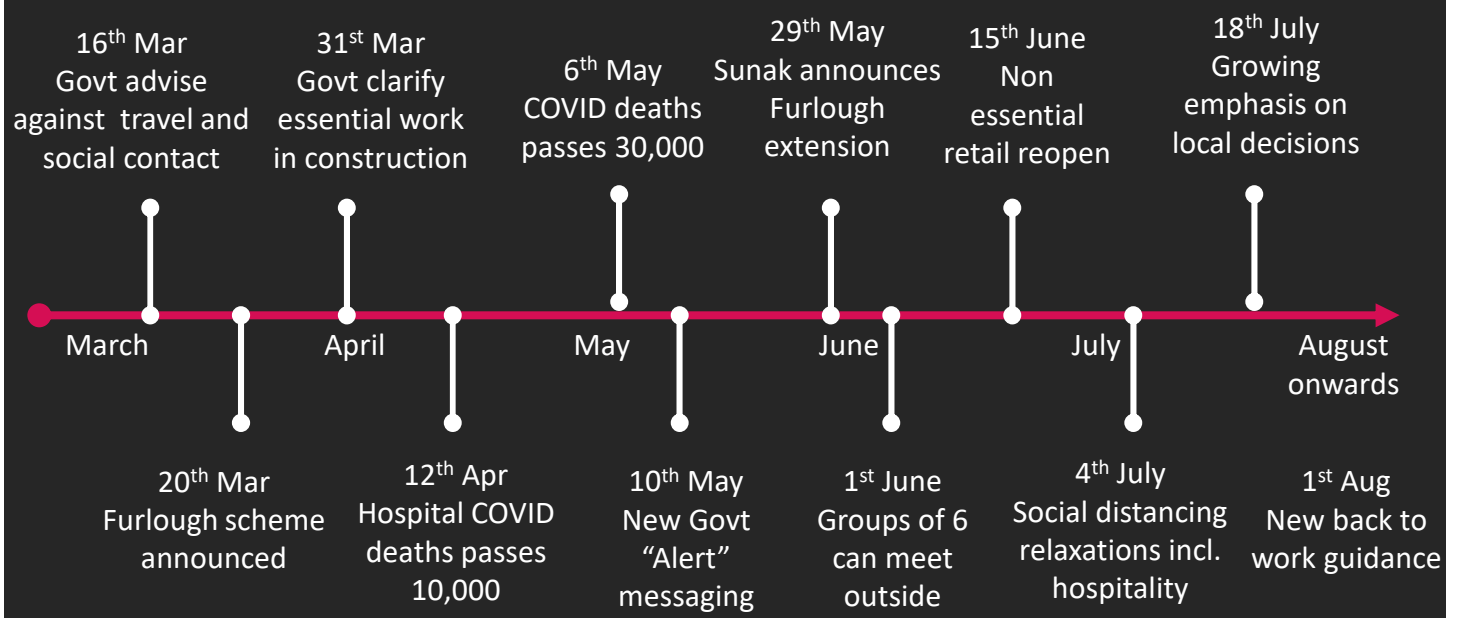 16th Mar
Govt advise
against travel and
social contact
31st Mar
Govt clarify
essential work
in construction
6th May
COVID deaths
passes 30,000
29th May
Sunak announces
Furlough
extension
15th June
Non
essential
retail reopen
18th July
Growing
emphasis on
local decisions
March
April
May
June
July
August
onwards
20th Mar
Furlough scheme
announced
12th Apr
Hospital COVID
deaths passes
10,000
10th May
New Govt
“Alert”
messaging
1st June
Groups of 6
can meet
outside
4th July
Social distancing
relaxations incl.
hospitality
1st Aug
New back to
work guidance